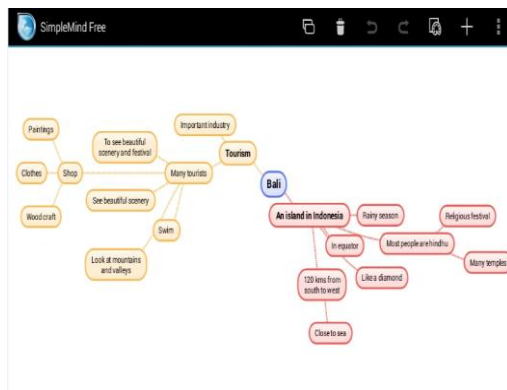 SimpleMind Free
Paintings
Clothes
Wood craft
Shop
To see beautiful
scenery and festival
See beautiful scenery
Look at mountains
and valleys
Swim
Many tourists
Important industry
Tourism
Bali
An island in Indonesia
Rainy season
In equator
120 kms from
south to west
Close to sea
Like a diamond
Most people are hindhu
Religious festival
Many temples